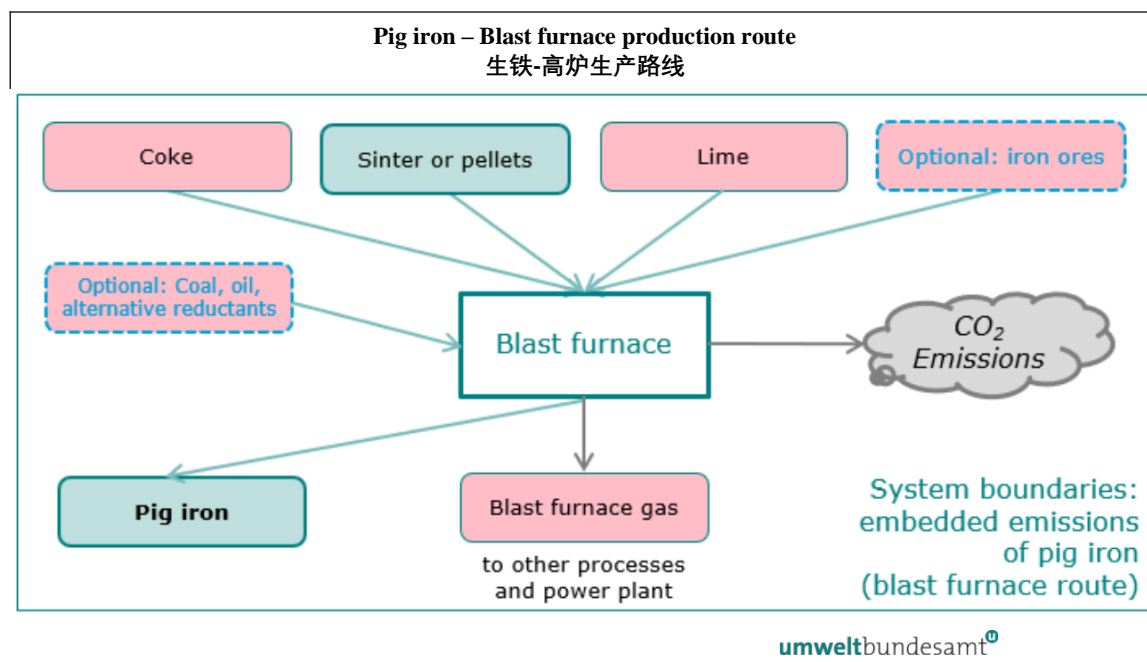 Pig iron – Blast furnace production route
生铁-高炉生产路线
Coke
Sinter or pellets
Lime
Optional: iron ores
Optional: Coal, oil,
alternative reductants
Blast furnace
CO₂
Emissions
Pig iron
Blast furnace gas
to other processes
and power plant
System boundaries:
embedded emissions
of pig iron
(blast furnace route)
umweltbundesamt ᵘ